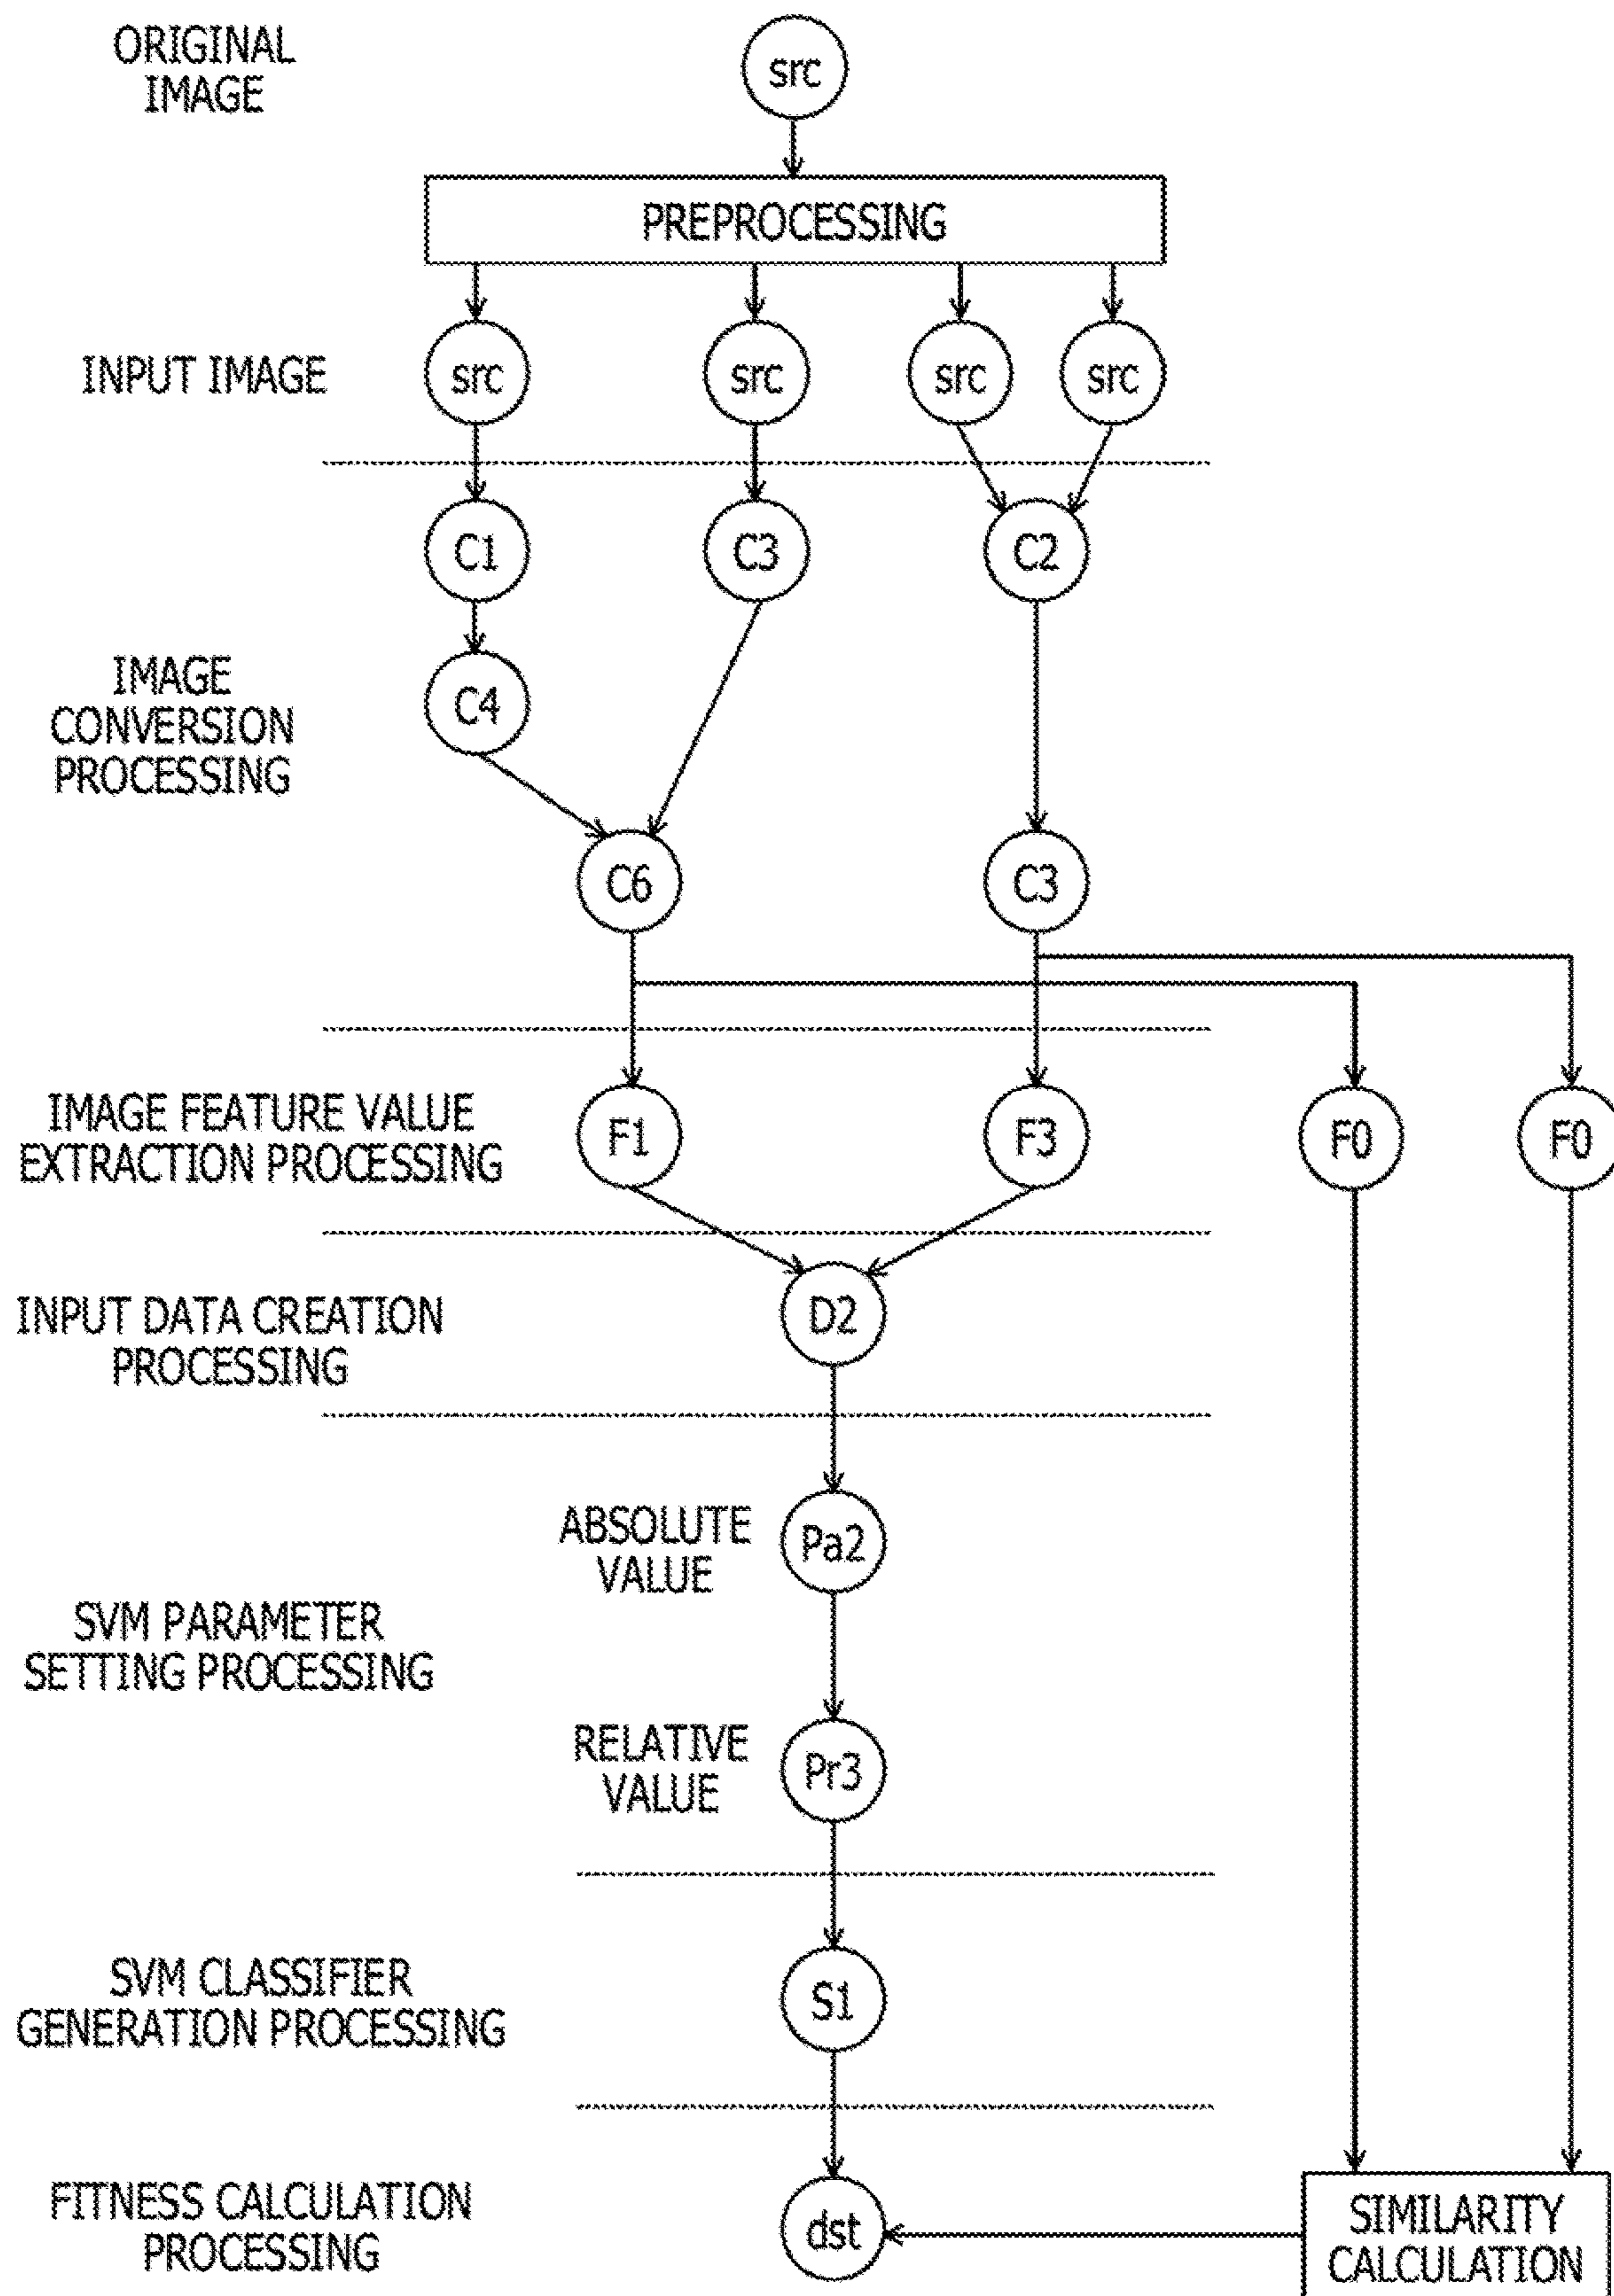 ORIGINAL
IMAGE
src
PREPROCESSING
INPUT IMAGE
src
src
src
src
C1
C3
C2
IMAGE
CONVERSION
PROCESSING
C4
C6
C3
IMAGE FEATURE VALUE
EXTRACTION PROCESSING
F1
F3
F0
F0
INPUT DATA CREATION
PROCESSING
D2
ABSOLUTE
VALUE
Pa2
SVM PARAMETER
SETTING PROCESSING
RELATIVE
VALUE
Pr3
SVM CLASSIFIER
GENERATION PROCESSING
S1
FITNESS CALCULATION
PROCESSING
dst
SIMILARITY
CALCULATION